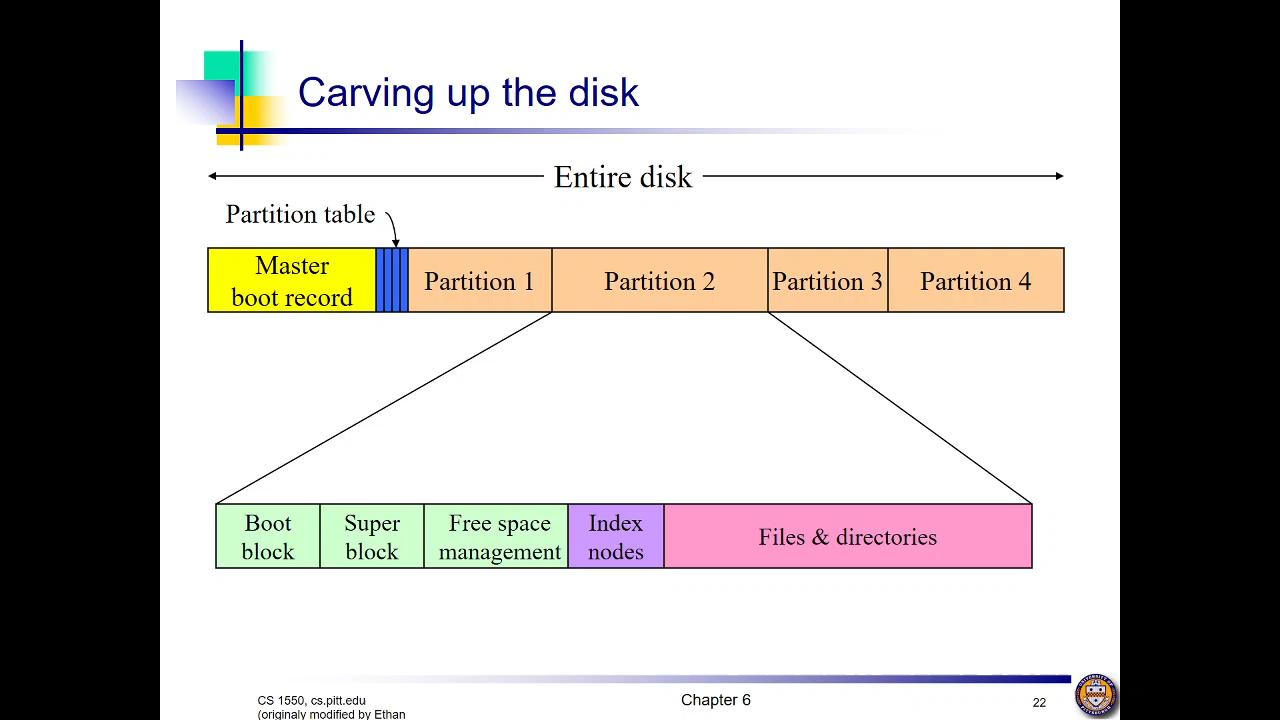 Carving up the disk
Entire disk
Partition table
Master
boot record
Partition 1
Partition 2
Partition 3
Partition 4
Boot
block
Super
block
Free space
management
Index
nodes
Files & directories
CS 1550, cs.pitt.edu
(originaly modified by Ethan
Chapter 6
22